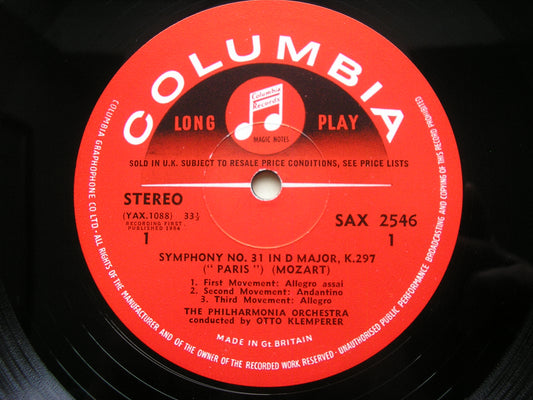 COLUMBIA
Columbia
Records
LONG PLAY
MAGIC NOTES
SOLD IN U.K. SUBJECT TO RESALE PRICE CONDITIONS, SEE PRICE LISTS
STEREO
(YAX.1088) 33⅓
RECORDING FIRST
PUBLISHED 1964
1
SAX 2546
1
SYMPHONY NO. 31 IN D MAJOR, K.297
("PARIS") (MOZART)
1. First Movement: Allegro assai
2. Second Movement: Andantino
3. Third Movement: Allegro
THE PHILHARMONIA ORCHESTRA
conducted by OTTO KLEMPERER
MADE IN Gt. BRITAIN
COLUMBIA GRAPHOPHONE CO LTD.-ALL RIGHTS OF THE MANUFACTURER AND OF THE OWNER OF THE RECORDED WORK RESERVED-UNAUTHORISED PUBLIC PERFORMANCE BROADCASTING AND COPYING OF THIS RECORD PROHIBITED